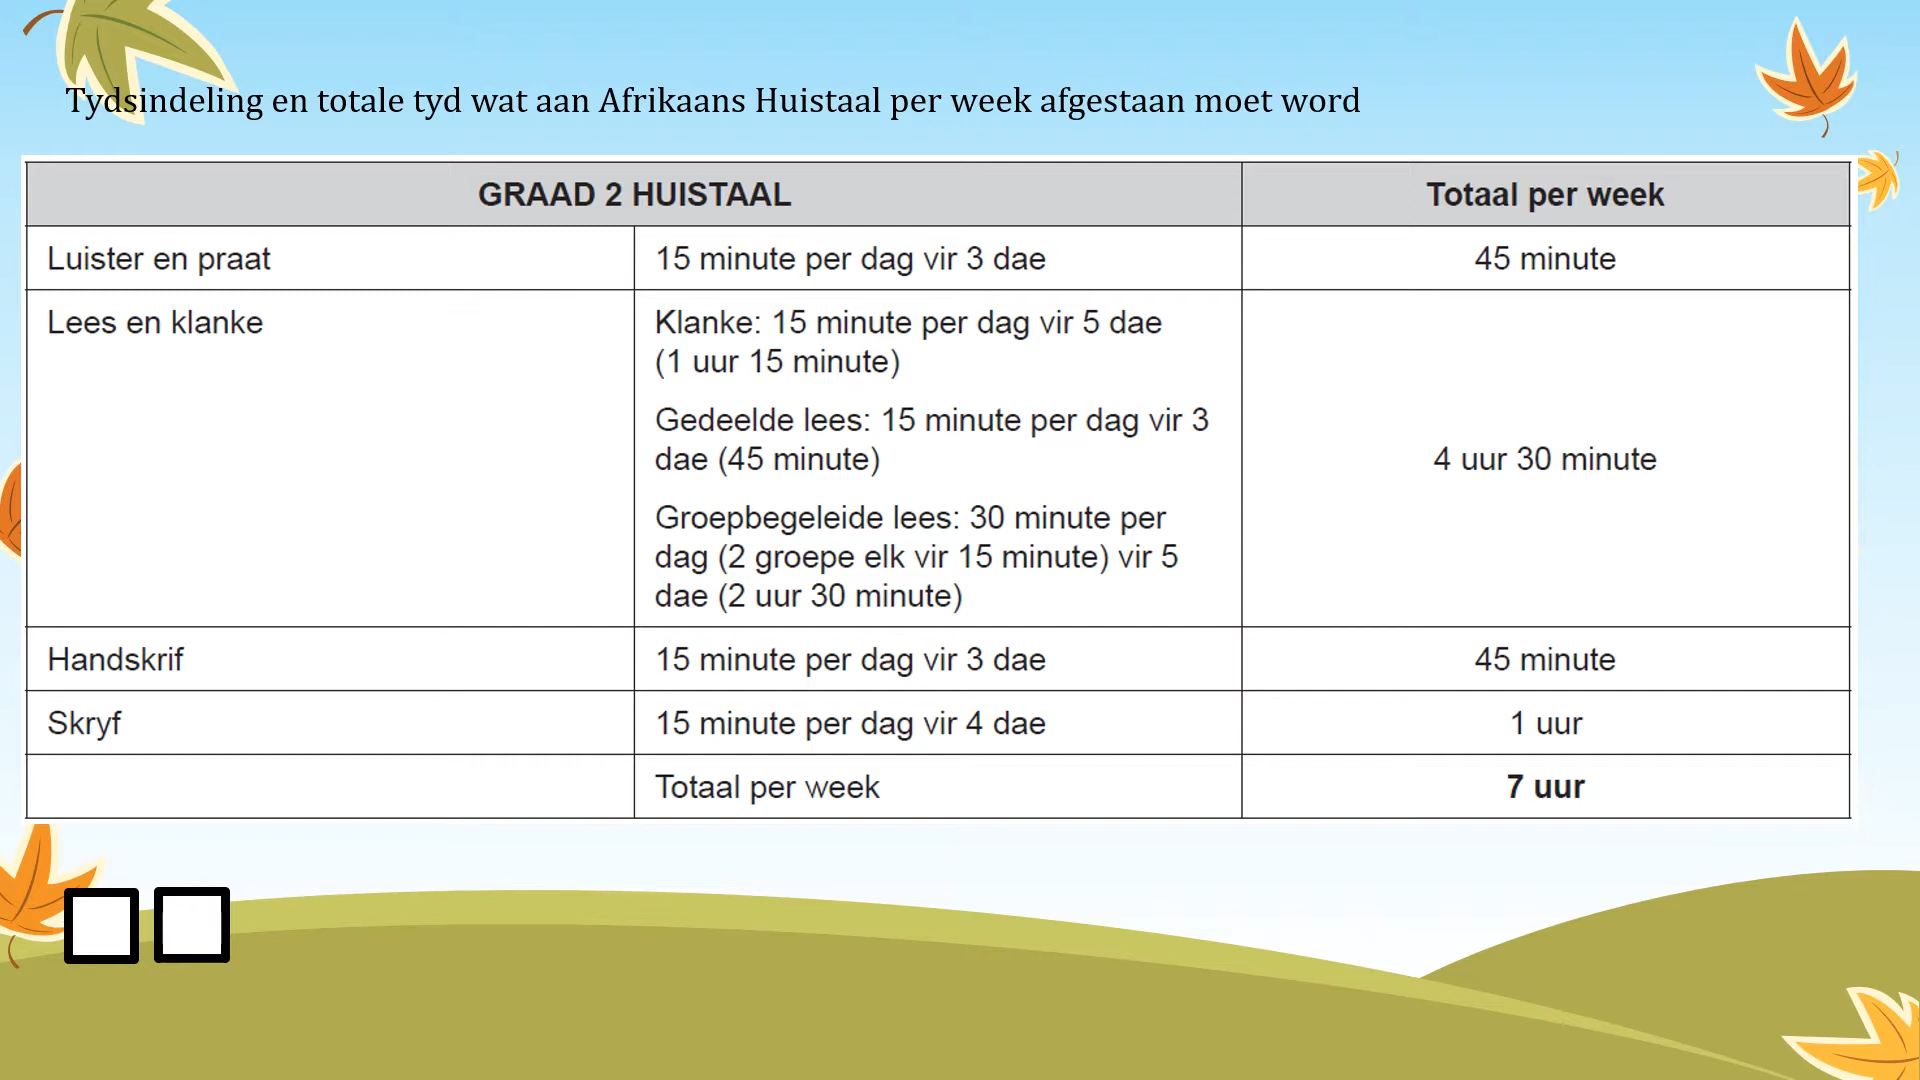 Tydsindeling en totale tyd wat aan Afrikaans Huistaal per week afgestaan moet word
GRAAD 2 HUISTAAL
Totaal per week
Luister en praat
15 minute per dag vir 3 dae
45 minute
Lees en klanke
Klanke: 15 minute per dag vir 5 dae
(1 uur 15 minute)
Gedeelde lees: 15 minute per dag vir 3
dae (45 minute)
Groepbegeleide lees: 30 minute per
dag (2 groepe elk vir 15 minute) vir 5
dae (2 uur 30 minute)
4 uur 30 minute
Handskrif
15 minute per dag vir 3 dae
45 minute
Skryf
15 minute per dag vir 4 dae
1 uur
Totaal per week
7 uur